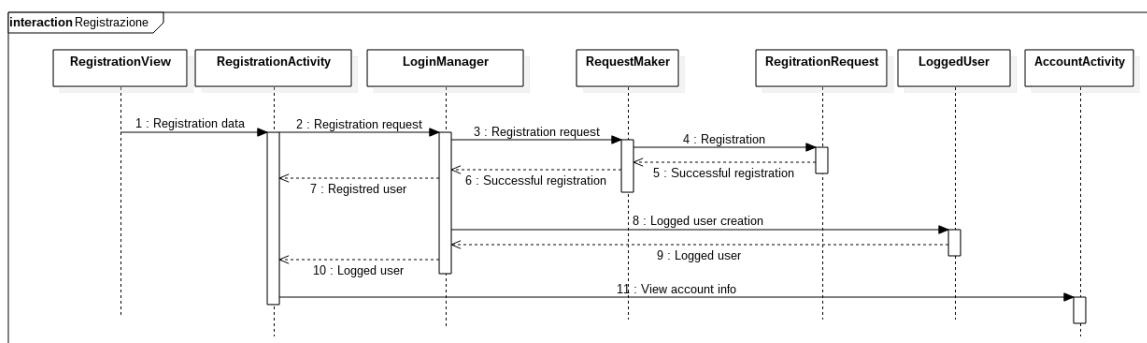 interaction Registrazione
RegistrationView
RegistrationActivity
LoginManager
RequestMaker
RegitrationRequest
LoggedUser
AccountActivity
1 : Registration data
2 : Registration request
3 : Registration request
4 : Registration
5 : Successful registration
6 : Successful registration
7 : Registred user
8 : Logged user creation
9 : Logged user
10 : Logged user
11 : View account info